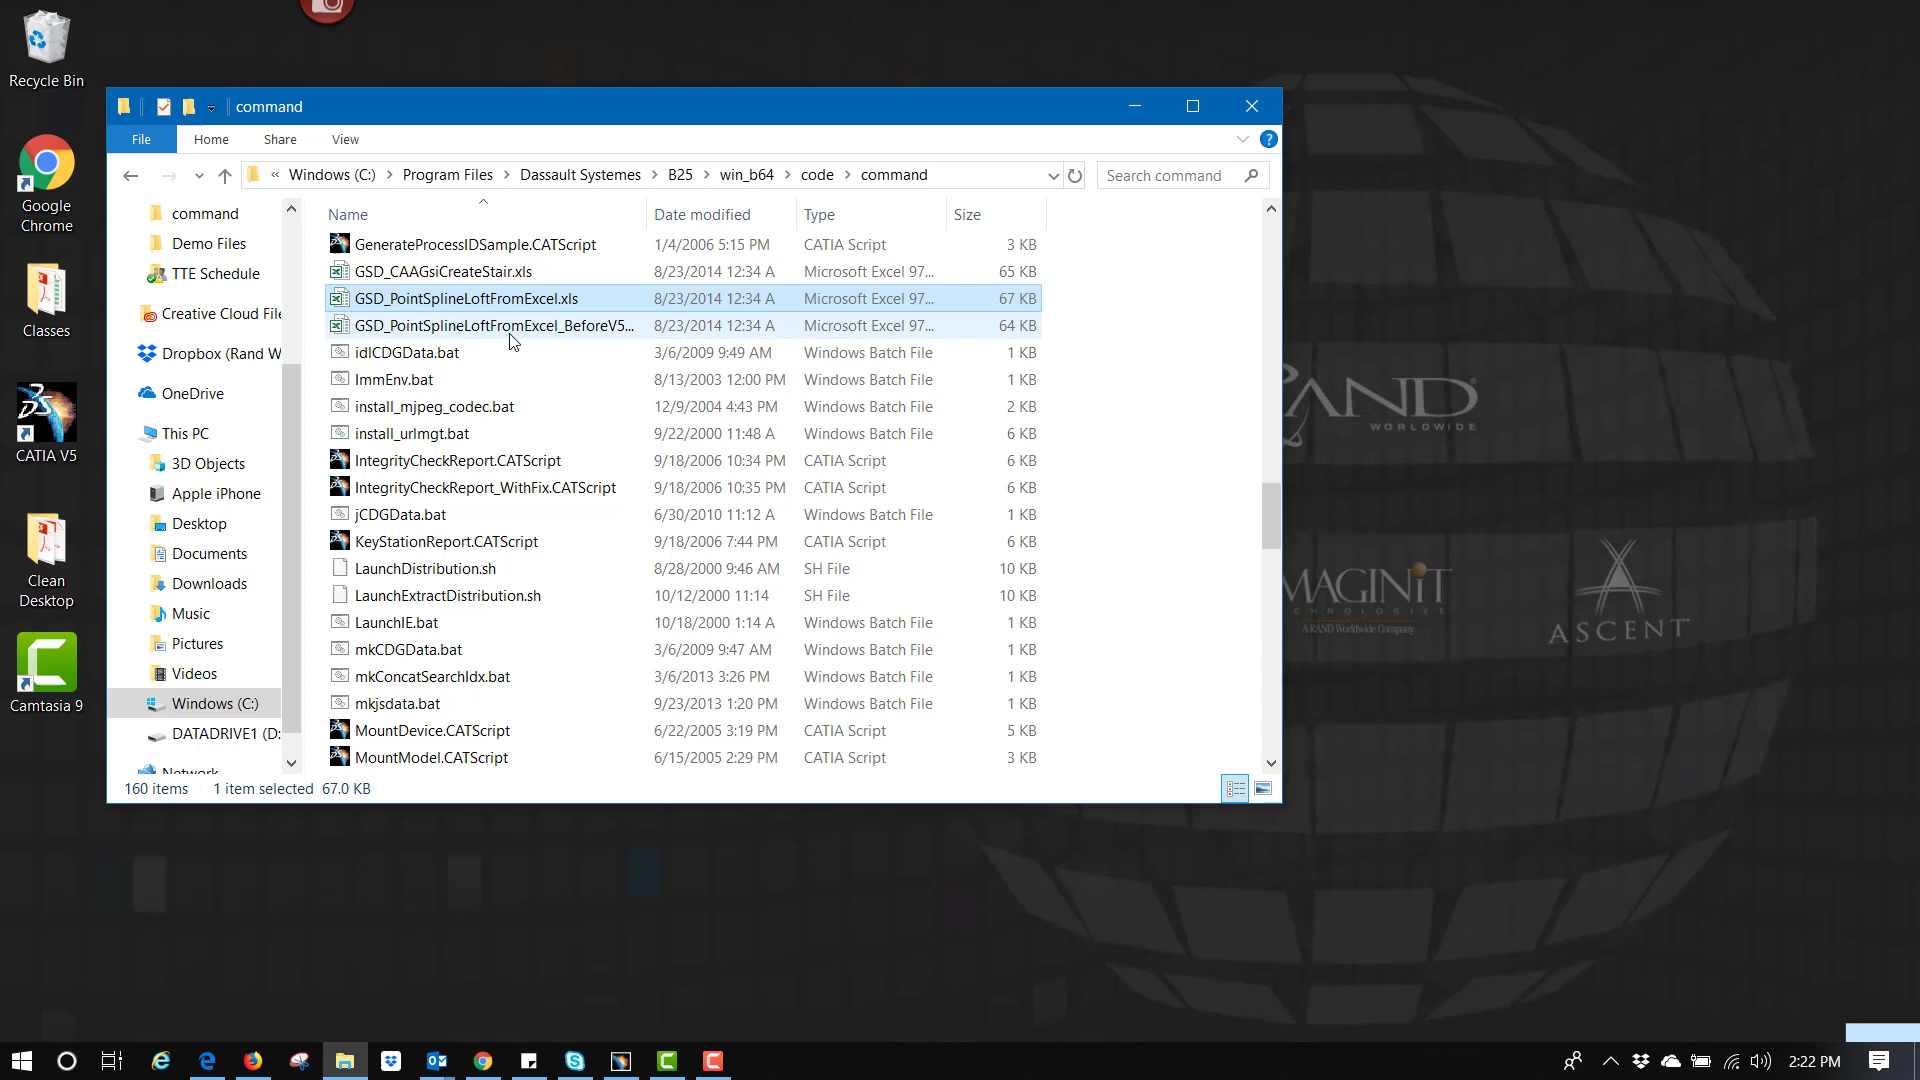 Recycle Bin
Google Chrome
Classes
CATIA V5
Clean Desktop
Camtasia 9
command
File Home Share View
« Windows (C:) > Program Files > Dassault Systemes > B25 > win_b64 > code > command
Search command
command
Demo Files
TTE Schedule
Creative Cloud File
Dropbox (Rand W
OneDrive
This PC
3D Objects
Apple iPhone
Desktop
Documents
Downloads
Music
Pictures
Videos
Windows (C:)
DATADRIVE1 (D:
Network
Name Date modified Type Size
GenerateProcessIDSample.CATScript 1/4/2006 5:15 PM CATIA Script 3 KB
GSD_CAAGsiCreateStair.xls 8/23/2014 12:34 A Microsoft Excel 97... 65 KB
GSD_PointSplineLoftFromExcel.xls 8/23/2014 12:34 A Microsoft Excel 97... 67 KB
GSD_PointSplineLoftFromExcel_BeforeV5... 8/23/2014 12:34 A Microsoft Excel 97... 64 KB
idlCDGData.bat 3/6/2009 9:49 AM Windows Batch File 1 KB
ImmEnv.bat 8/13/2003 12:00 PM Windows Batch File 1 KB
install_mjpeg_codec.bat 12/9/2004 4:43 PM Windows Batch File 2 KB
install_urlmgt.bat 9/22/2000 11:48 A Windows Batch File 6 KB
IntegrityCheckReport.CATScript 9/18/2006 10:34 PM CATIA Script 6 KB
IntegrityCheckReport_WithFix.CATScript 9/18/2006 10:35 PM CATIA Script 6 KB
jCDGData.bat 6/30/2010 11:12 A Windows Batch File 1 KB
KeyStationReport.CATScript 9/18/2006 7:44 PM CATIA Script 6 KB
LaunchDistribution.sh 8/28/2000 9:46 AM SH File 10 KB
LaunchExtractDistribution.sh 10/12/2000 11:14 SH File 10 KB
LaunchIE.bat 10/18/2000 1:14 A Windows Batch File 1 KB
mkCDGData.bat 3/6/2009 9:47 AM Windows Batch File 1 KB
mkConcatSearchIdx.bat 3/6/2013 3:26 PM Windows Batch File 1 KB
mkjsdata.bat 9/23/2013 1:20 PM Windows Batch File 1 KB
MountDevice.CATScript 6/22/2005 3:19 PM CATIA Script 5 KB
MountModel.CATScript 6/15/2005 2:29 PM CATIA Script 3 KB
160 items 1 item selected 67.0 KB
RAND
WORLDWIDE
MAGINiT
CHNOLOGIES
A RAND Worldwide Company
ASCENT
2:22 PM